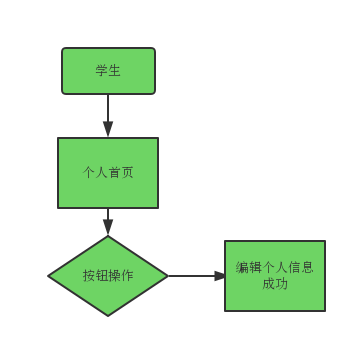 学生
个人首页
按钮操作
编辑个人信息
成功